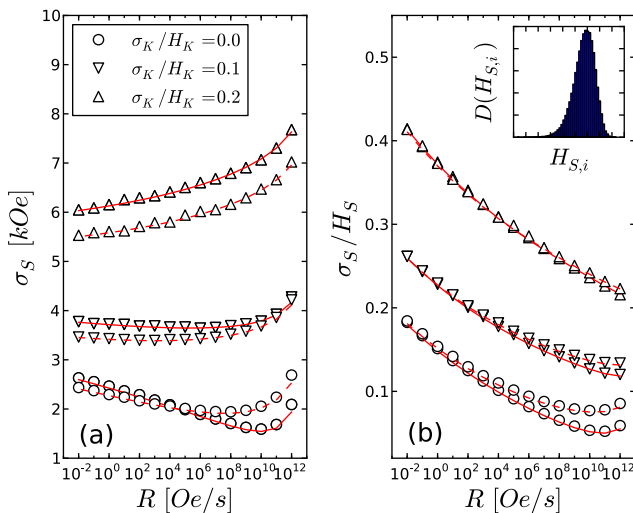 σ_K/H_K=0.0
σ_K/H_K=0.1
σ_K/H_K=0.2
10
9
8
7
6
5
4
3
2
1
σ_S [kOe]
(a)
10^-2 10^0 10^2 10^4 10^6 10^8 10^10 10^12
R [Oe/s]
0.5
0.4
0.3
0.2
0.1
σ_S/H_S
D(H_S,i)
H_S,i
(b)
10^-2 10^0 10^2 10^4 10^6 10^8 10^10 10^12
R [Oe/s]